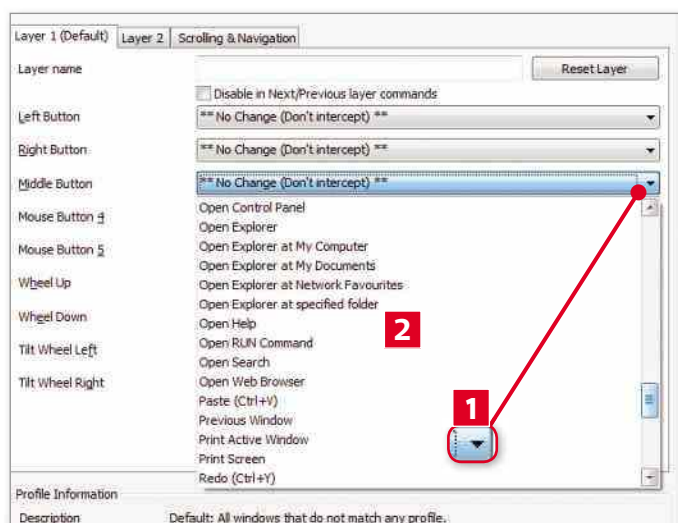 Layer 1 (Default) Layer 2 Scrolling & Navigation
Layer name Reset Layer
Disable in Next/Previous layer commands
Left Button ** No Change (Don't intercept) **
Right Button ** No Change (Don't intercept) **
Middle Button ** No Change (Don't intercept) **
Mouse Button 4
Mouse Button 5
Wheel Up
Wheel Down
Tilt Wheel Left
Tilt Wheel Right
Open Control Panel
Open Explorer
Open Explorer at My Computer
Open Explorer at My Documents
Open Explorer at Network Favourites
Open Explorer at specified folder
Open Help
Open RUN Command
Open Search
Open Web Browser
Paste (Ctrl+V)
Previous Window
Print Active Window
Print Screen
Redo (Ctrl+Y)
2
1
Profile Information
Description Default: All windows that do not match any profile.